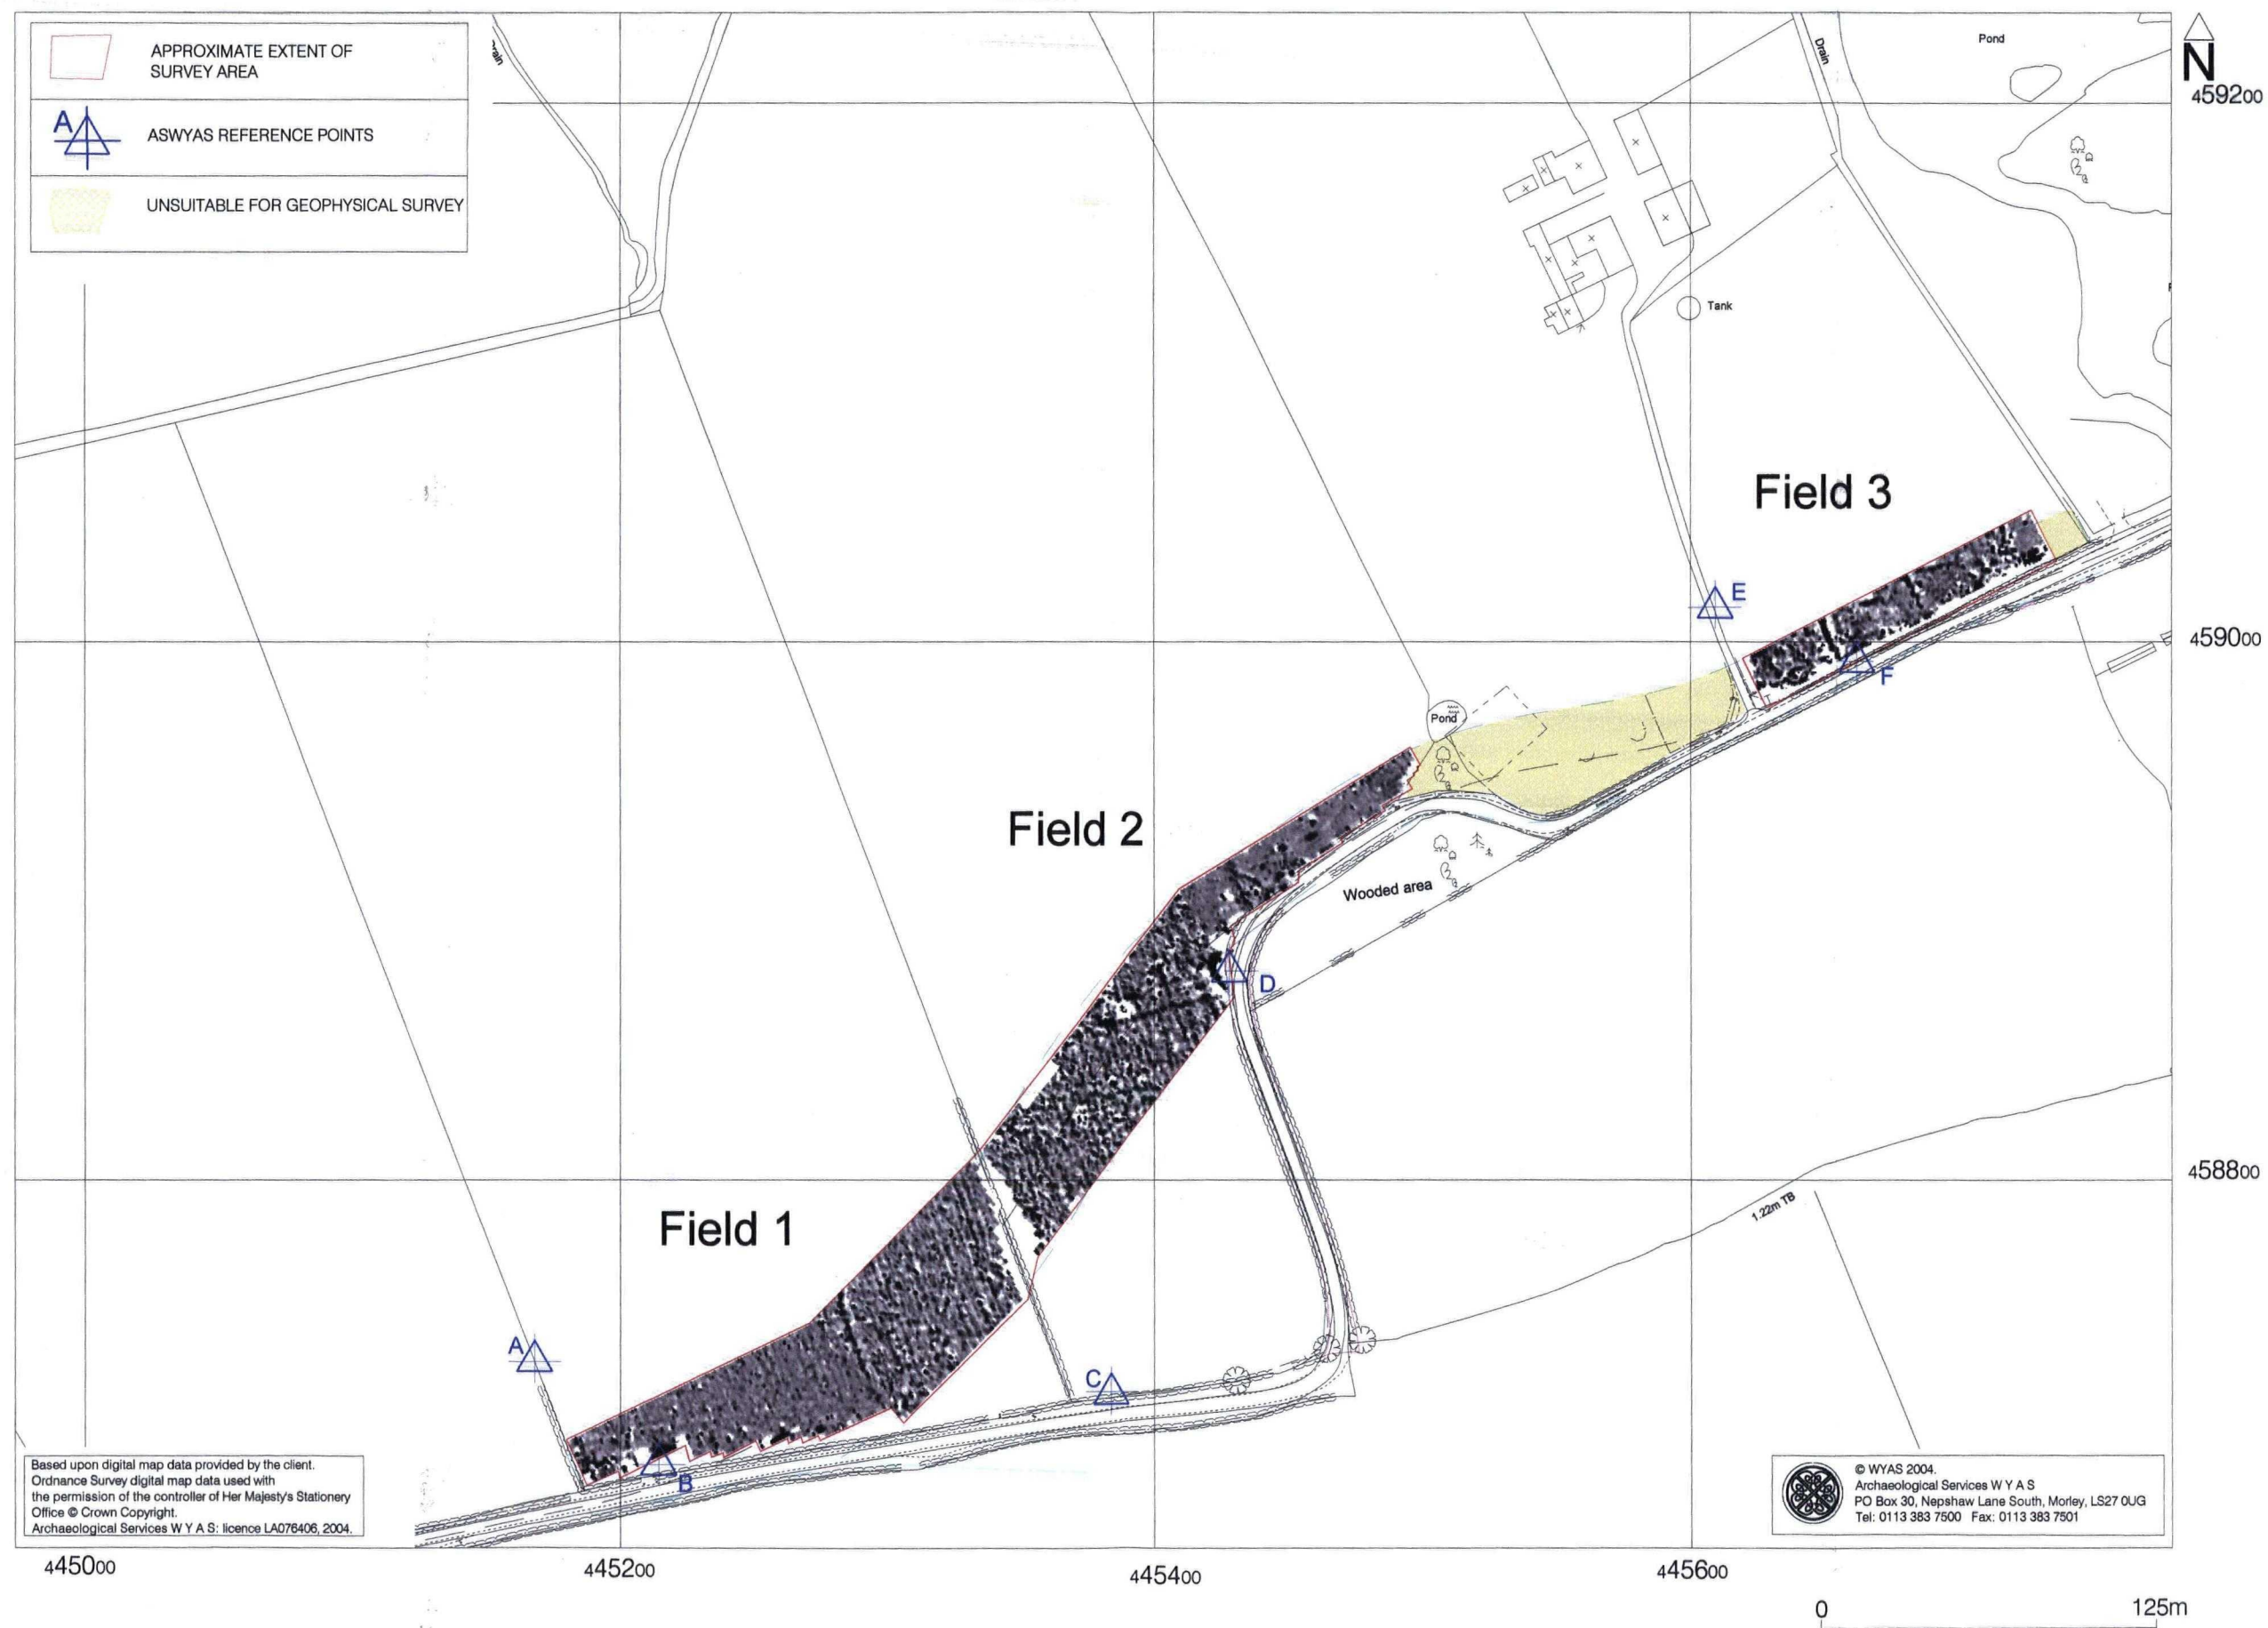 APPROXIMATE EXTENT OF
SURVEY AREA
A
ASWYAS REFERENCE POINTS
UNSUITABLE FOR GEOPHYSICAL SURVEY
Drain
Pond
N
459200
Tank
Field 3
E
459000
F
Pond
Field 2
Wooded area
D
458800
1.22m TB
Field 1
A
C
B
Based upon digital map data provided by the client.
Ordnance Survey digital map data used with
the permission of the controller of Her Majesty's Stationery
Office © Crown Copyright.
Archaeological Services W Y A S: licence LA076406, 2004.
© WYAS 2004.
Archaeological Services W Y A S
PO Box 30, Nepshaw Lane South, Morley, LS27 0UG
Tel: 0113 383 7500 Fax: 0113 383 7501
445000
445200
445400
445600
0
125m